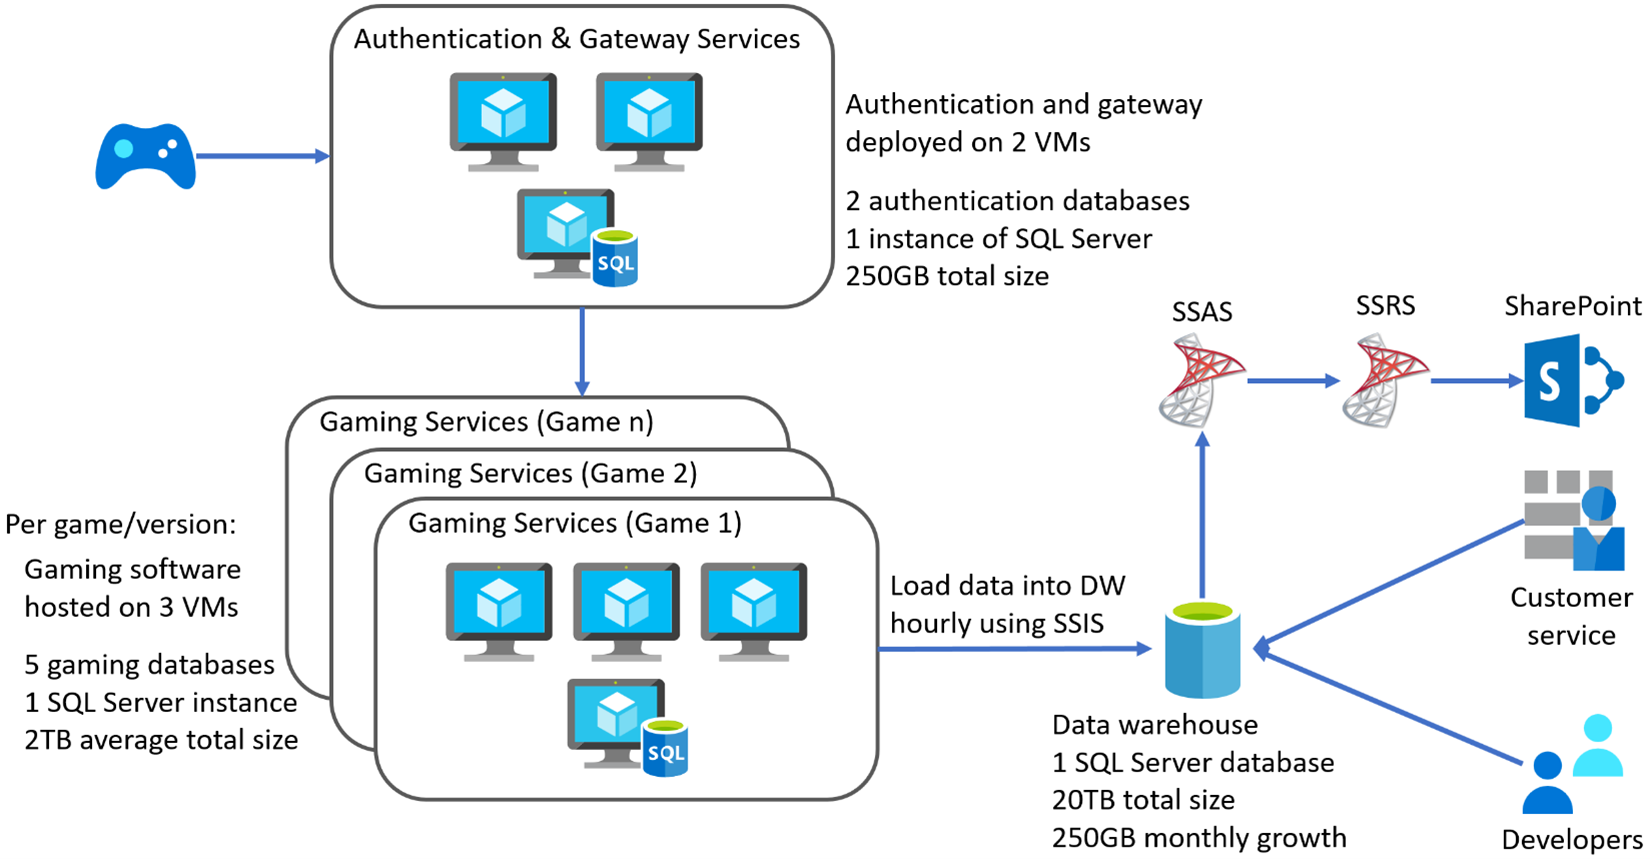 Authentication & Gateway Services
Authentication and gateway
deployed on 2 VMs
2 authentication databases
1 instance of SQL Server
250GB total size
SQL
Gaming Services (Game n)
Gaming Services (Game 2)
Gaming Services (Game 1)
Per game/version:
Gaming software
hosted on 3 VMs
5 gaming databases
1 SQL Server instance
2TB average total size
SQL
Load data into DW
hourly using SSIS
SSAS
SSRS
SharePoint
S
Customer
service
Data warehouse
1 SQL Server database
20TB total size
250GB monthly growth
Developers